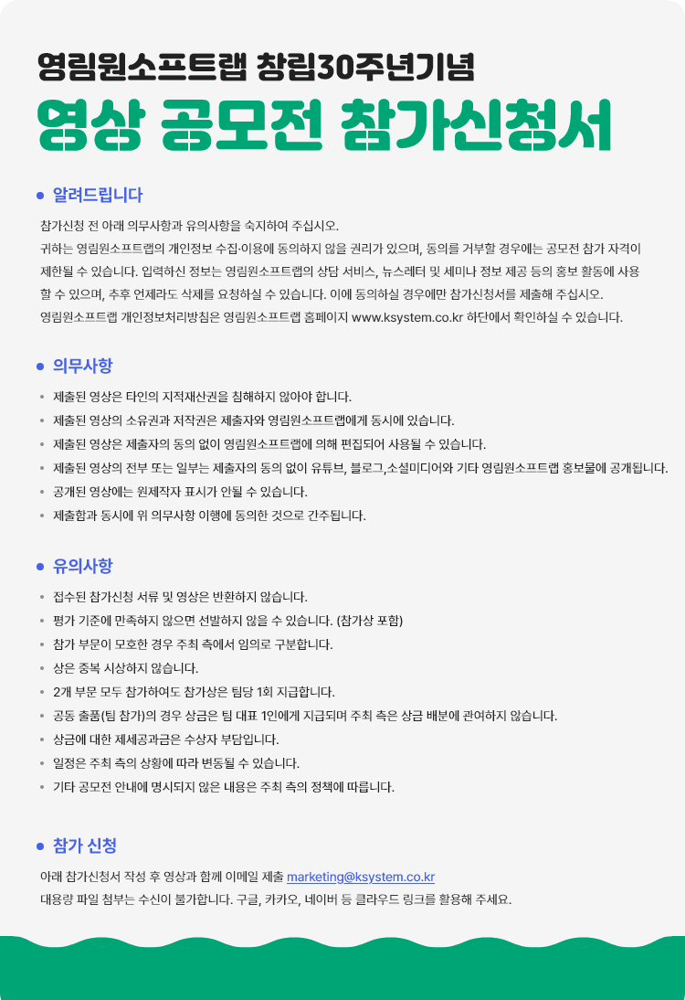 영림원소프트랩 창립30주년기념
영상 공모전 참가신청서
알려드립니다
참가신청 전 아래 의무사항과 유의사항을 숙지하여 주십시오.
귀하는 영림원소프트랩의 개인정보 수집·이용에 동의하지 않을 권리가 있으며, 동의를 거부할 경우에는 공모전 참가 자격이
제한될 수 있습니다. 입력하신 정보는 영림원소프트랩의 상담 서비스, 뉴스레터 및 세미나 정보 제공 등의 홍보 활동에 사용
할 수 있으며, 추후 언제라도 삭제를 요청하실 수 있습니다. 이에 동의하실 경우에만 참가신청서를 제출해 주십시오.
영림원소프트랩 개인정보처리방침은 영림원소프트랩 홈페이지 www.ksystem.co.kr 하단에서 확인하실 수 있습니다.
의무사항
제출된 영상은 타인의 지적재산권을 침해하지 않아야 합니다.
제출된 영상의 소유권과 저작권은 제출자와 영림원소프트랩에게 동시에 있습니다.
제출된 영상은 제출자의 동의 없이 영림원소프트랩에 의해 편집되어 사용될 수 있습니다.
제출된 영상의 전부 또는 일부는 제출자의 동의 없이 유튜브, 블로그,소셜미디어와 기타 영림원소프트랩 홍보물에 공개됩니다.
공개된 영상에는 원제작자 표시가 안될 수 있습니다.
제출함과 동시에 위 의무사항 이행에 동의한 것으로 간주됩니다.
유의사항
접수된 참가신청 서류 및 영상은 반환하지 않습니다.
평가 기준에 만족하지 않으면 선발하지 않을 수 있습니다. (참가상 포함)
참가 부문이 모호한 경우 주최 측에서 임의로 구분합니다.
상은 중복 시상하지 않습니다.
2개 부문 모두 참가하여도 참가상은 팀당 1회 지급합니다.
공동 출품(팀 참가)의 경우 상금은 팀 대표 1인에게 지급되며 주최 측은 상금 배분에 관여하지 않습니다.
상금에 대한 제세공과금은 수상자 부담입니다.
일정은 주최 측의 상황에 따라 변동될 수 있습니다.
기타 공모전 안내에 명시되지 않은 내용은 주최 측의 정책에 따릅니다.
참가 신청
아래 참가신청서 작성 후 영상과 함께 이메일 제출 marketing@ksystem.co.kr
대용량 파일 첨부는 수신이 불가합니다. 구글, 카카오, 네이버 등 클라우드 링크를 활용해 주세요.